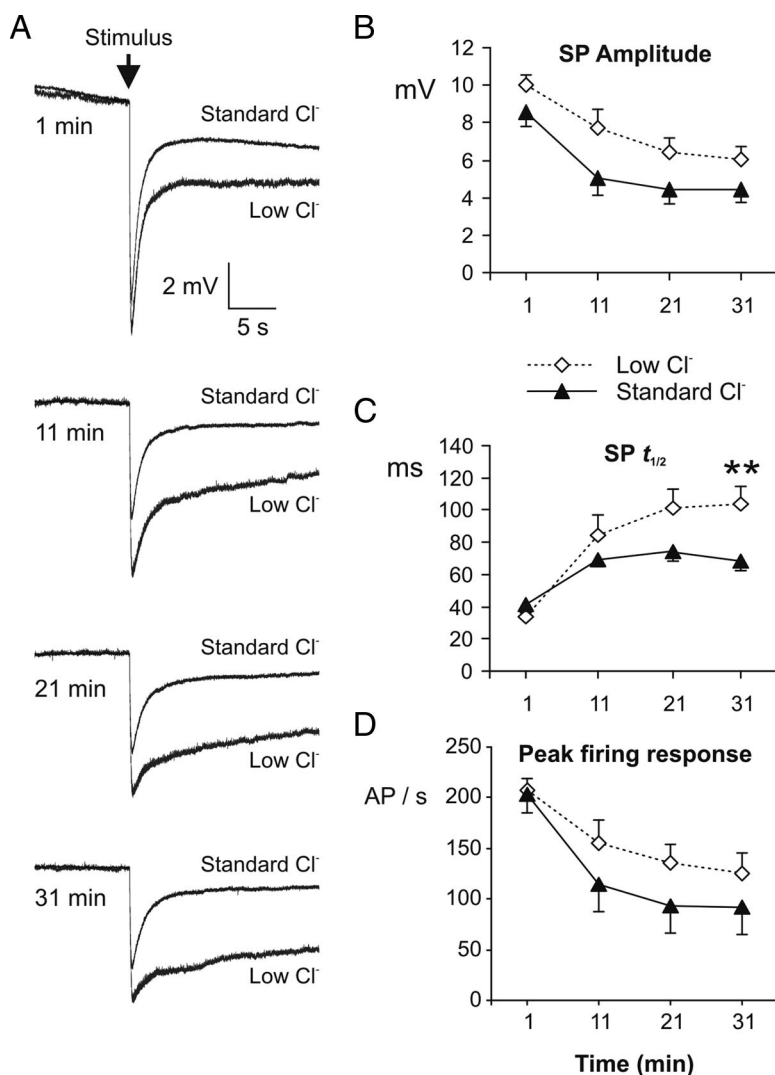 A
Stimulus
1 min
Standard Cl⁻
Low Cl⁻
2 mV
5 s
11 min
Standard Cl⁻
Low Cl⁻
21 min
Standard Cl⁻
Low Cl⁻
31 min
Standard Cl⁻
Low Cl⁻
B
SP Amplitude
mV
12
10
8
6
4
2
0
1 11 21 31
Low Cl⁻
Standard Cl⁻
C
SP t1/2
ms
**
140
120
100
80
60
40
20
0
1 11 21 31
D
Peak firing response
AP / s
250
200
150
100
50
0
1 11 21 31
Time (min)